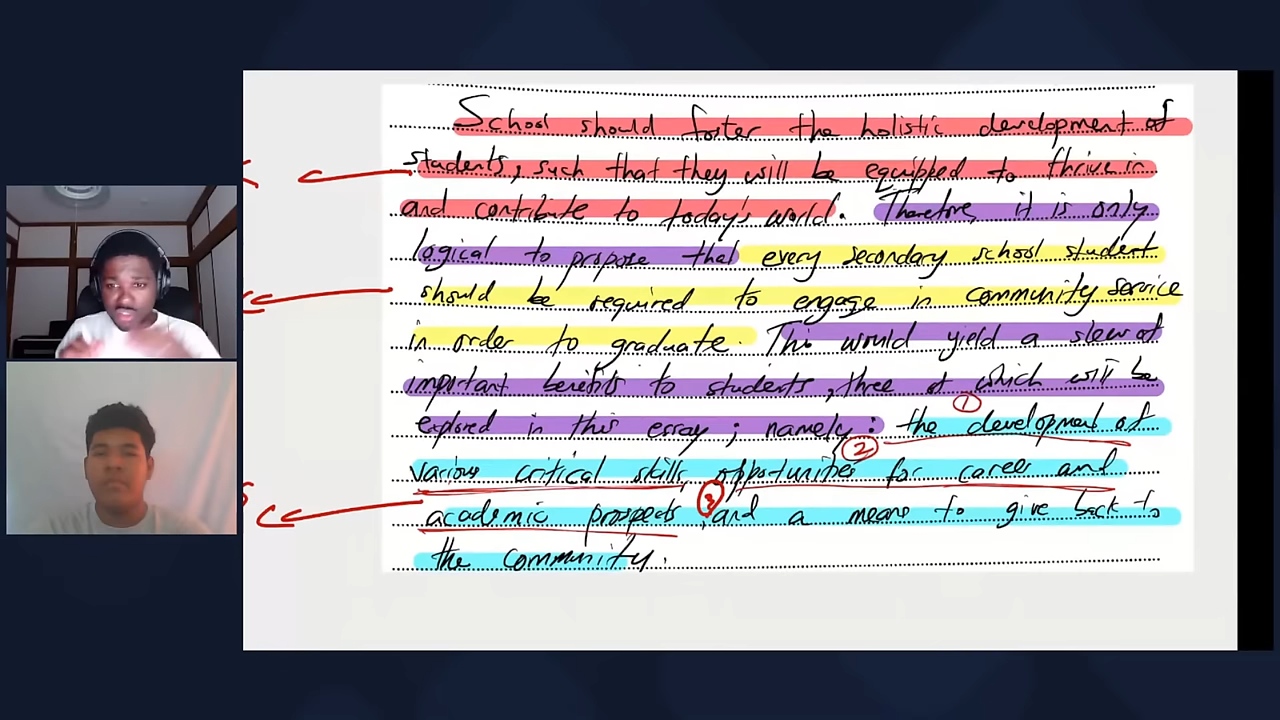 School should foster the holistic development of
students, such that they will be equipped to thrive in
and contribute to today's world. Therefore, it is only
logical to propose that every secondary school student
should be required to engage in community service
in order to graduate. This would yield a slew of
important benefits to students, three of which will be
①
explored in this essay; namely: the development of
②
various critical skills, opportunities for career and
③
academic prospects, and a means to give back to
the community.